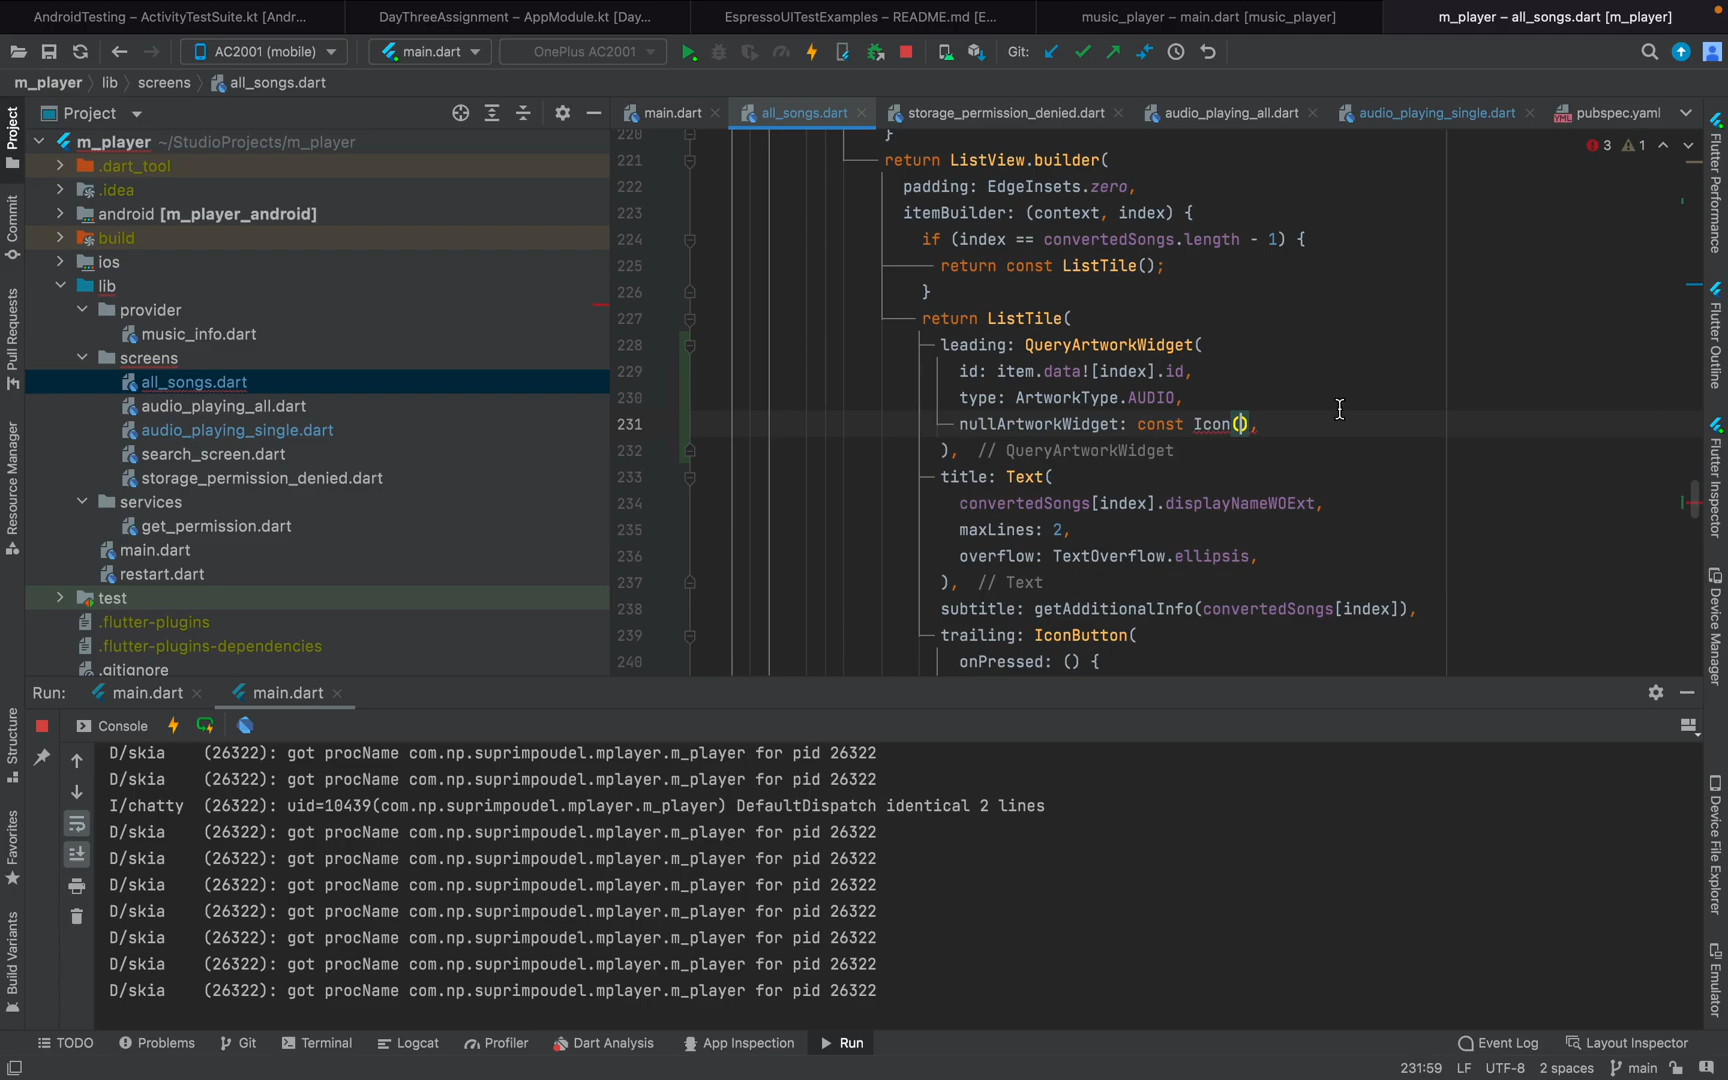 AndroidTesting – ActivityTestSuite.kt [Andr...
DayThreeAssignment – AppModule.kt [Day...
EspressoUITestExamples – README.md [E...
music_player – main.dart [music_player]
m_player – all_songs.dart [m_player]
AC2001 (mobile)
main.dart
OnePlus AC2001
Git:
m_player
lib
screens
all_songs.dart
Project
main.dart
all_songs.dart
storage_permission_denied.dart
audio_playing_all.dart
audio_playing_single.dart
pubspec.yaml
m_player ~/StudioProjects/m_player
.dart_tool
.idea
android [m_player_android]
build
ios
lib
provider
music_info.dart
screens
all_songs.dart
audio_playing_all.dart
audio_playing_single.dart
search_screen.dart
storage_permission_denied.dart
services
get_permission.dart
main.dart
restart.dart
test
.flutter-plugins
.flutter-plugins-dependencies
.gitignore
3 1
220 }
221 return ListView.builder(
222 padding: EdgeInsets.zero,
223 itemBuilder: (context, index) {
224 if (index == convertedSongs.length - 1) {
225 return const ListTile();
226 }
227 return ListTile(
228 leading: QueryArtworkWidget(
229 id: item.data![index].id,
230 type: ArtworkType.AUDIO,
231 nullArtworkWidget: const Icon(),
232 ), // QueryArtworkWidget
233 title: Text(
234 convertedSongs[index].displayNameWOExt,
235 maxLines: 2,
236 overflow: TextOverflow.ellipsis,
237 ), // Text
238 subtitle: getAdditionalInfo(convertedSongs[index]),
239 trailing: IconButton(
240 onPressed: () {
Project
Commit
Pull Requests
Resource Manager
Structure
Favorites
Build Variants
Flutter Performance
Flutter Outline
Flutter Inspector
Device Manager
Device File Explorer
Emulator
Run:
main.dart
main.dart
Console
D/skia (26322): got procName com.np.suprimpoudel.mplayer.m_player for pid 26322
D/skia (26322): got procName com.np.suprimpoudel.mplayer.m_player for pid 26322
I/chatty (26322): uid=10439(com.np.suprimpoudel.mplayer.m_player) DefaultDispatch identical 2 lines
D/skia (26322): got procName com.np.suprimpoudel.mplayer.m_player for pid 26322
D/skia (26322): got procName com.np.suprimpoudel.mplayer.m_player for pid 26322
D/skia (26322): got procName com.np.suprimpoudel.mplayer.m_player for pid 26322
D/skia (26322): got procName com.np.suprimpoudel.mplayer.m_player for pid 26322
D/skia (26322): got procName com.np.suprimpoudel.mplayer.m_player for pid 26322
D/skia (26322): got procName com.np.suprimpoudel.mplayer.m_player for pid 26322
D/skia (26322): got procName com.np.suprimpoudel.mplayer.m_player for pid 26322
TODO
Problems
Git
Terminal
Logcat
Profiler
Dart Analysis
App Inspection
Run
Event Log
Layout Inspector
231:59 LF UTF-8 2 spaces main